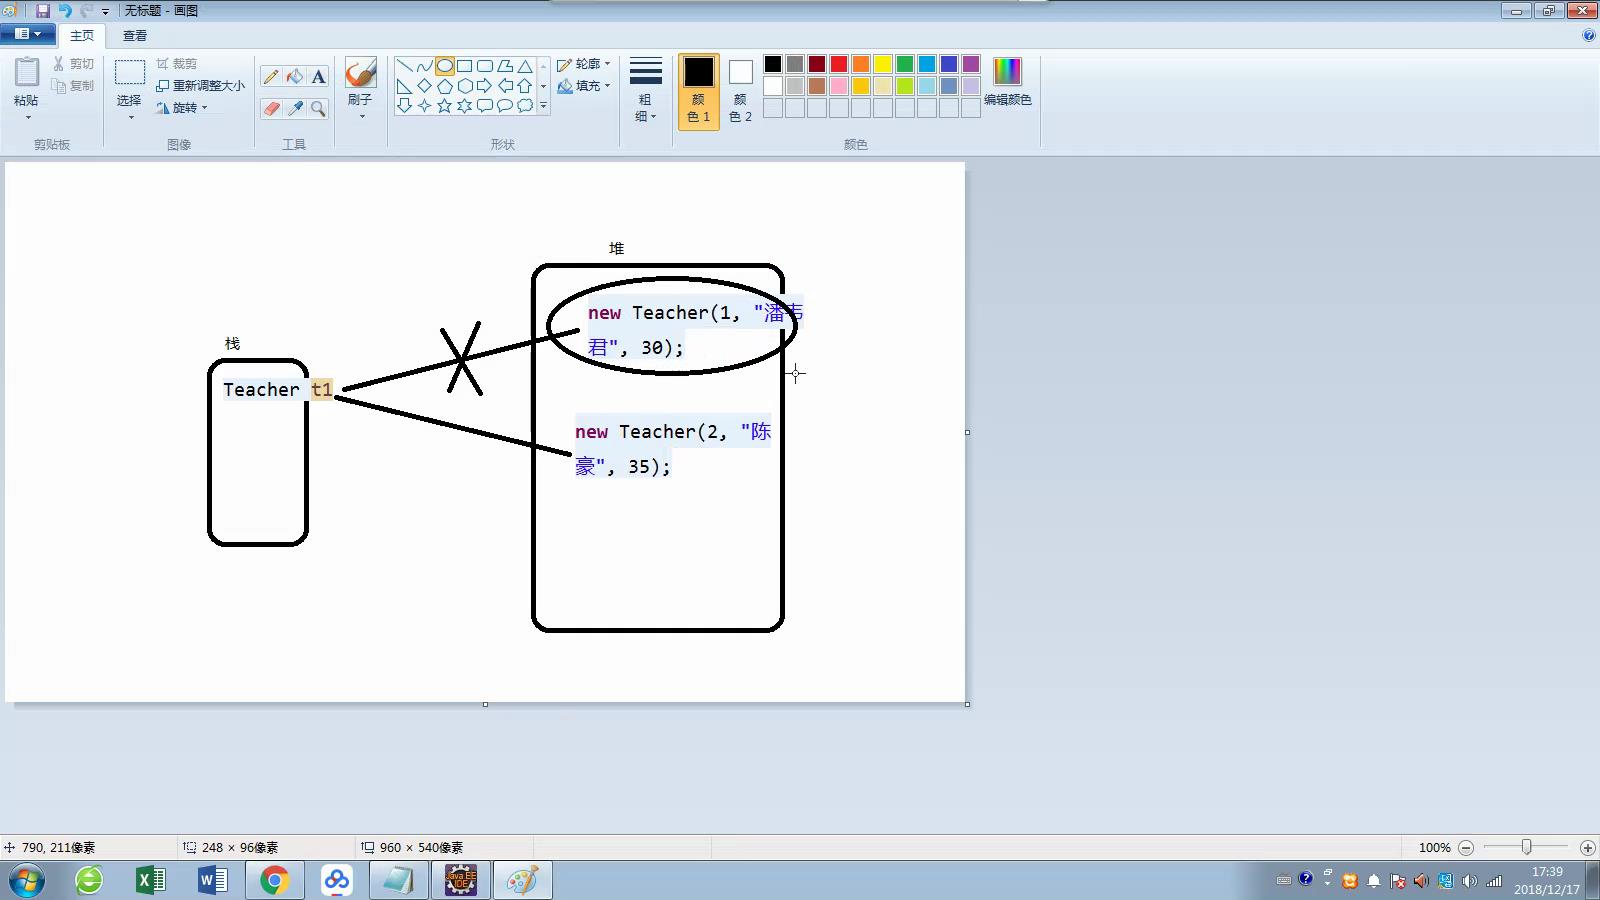 无标题 - 画图
主页
查看
粘贴
剪切
复制
剪贴板
选择
裁剪
重新调整大小
旋转
图像
A
工具
刷子
轮廓
填充
形状
粗
细
颜
色 1
颜
色 2
编辑颜色
颜色
堆
new Teacher(1, "潘韦
君", 30);
栈
Teacher t1
new Teacher(2, "陈
豪", 35);
790, 211像素
248 × 96像素
960 × 540像素
100%
Java EE
IDE
17:39
2018/12/17